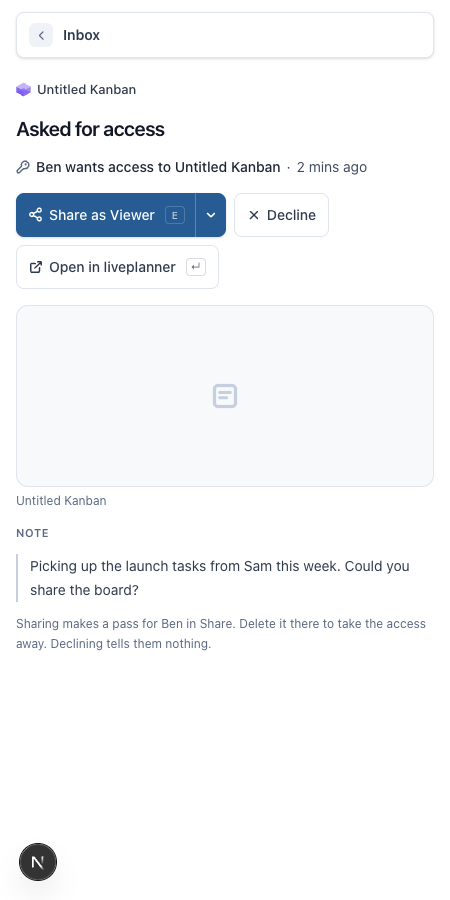 Inbox
Untitled Kanban
Asked for access
Ben wants access to Untitled Kanban · 2 mins ago
Share as Viewer E
Decline
Open in liveplanner ↵
Untitled Kanban
NOTE
Picking up the launch tasks from Sam this week. Could you
share the board?
Sharing makes a pass for Ben in Share. Delete it there to take the access
away. Declining tells them nothing.
N